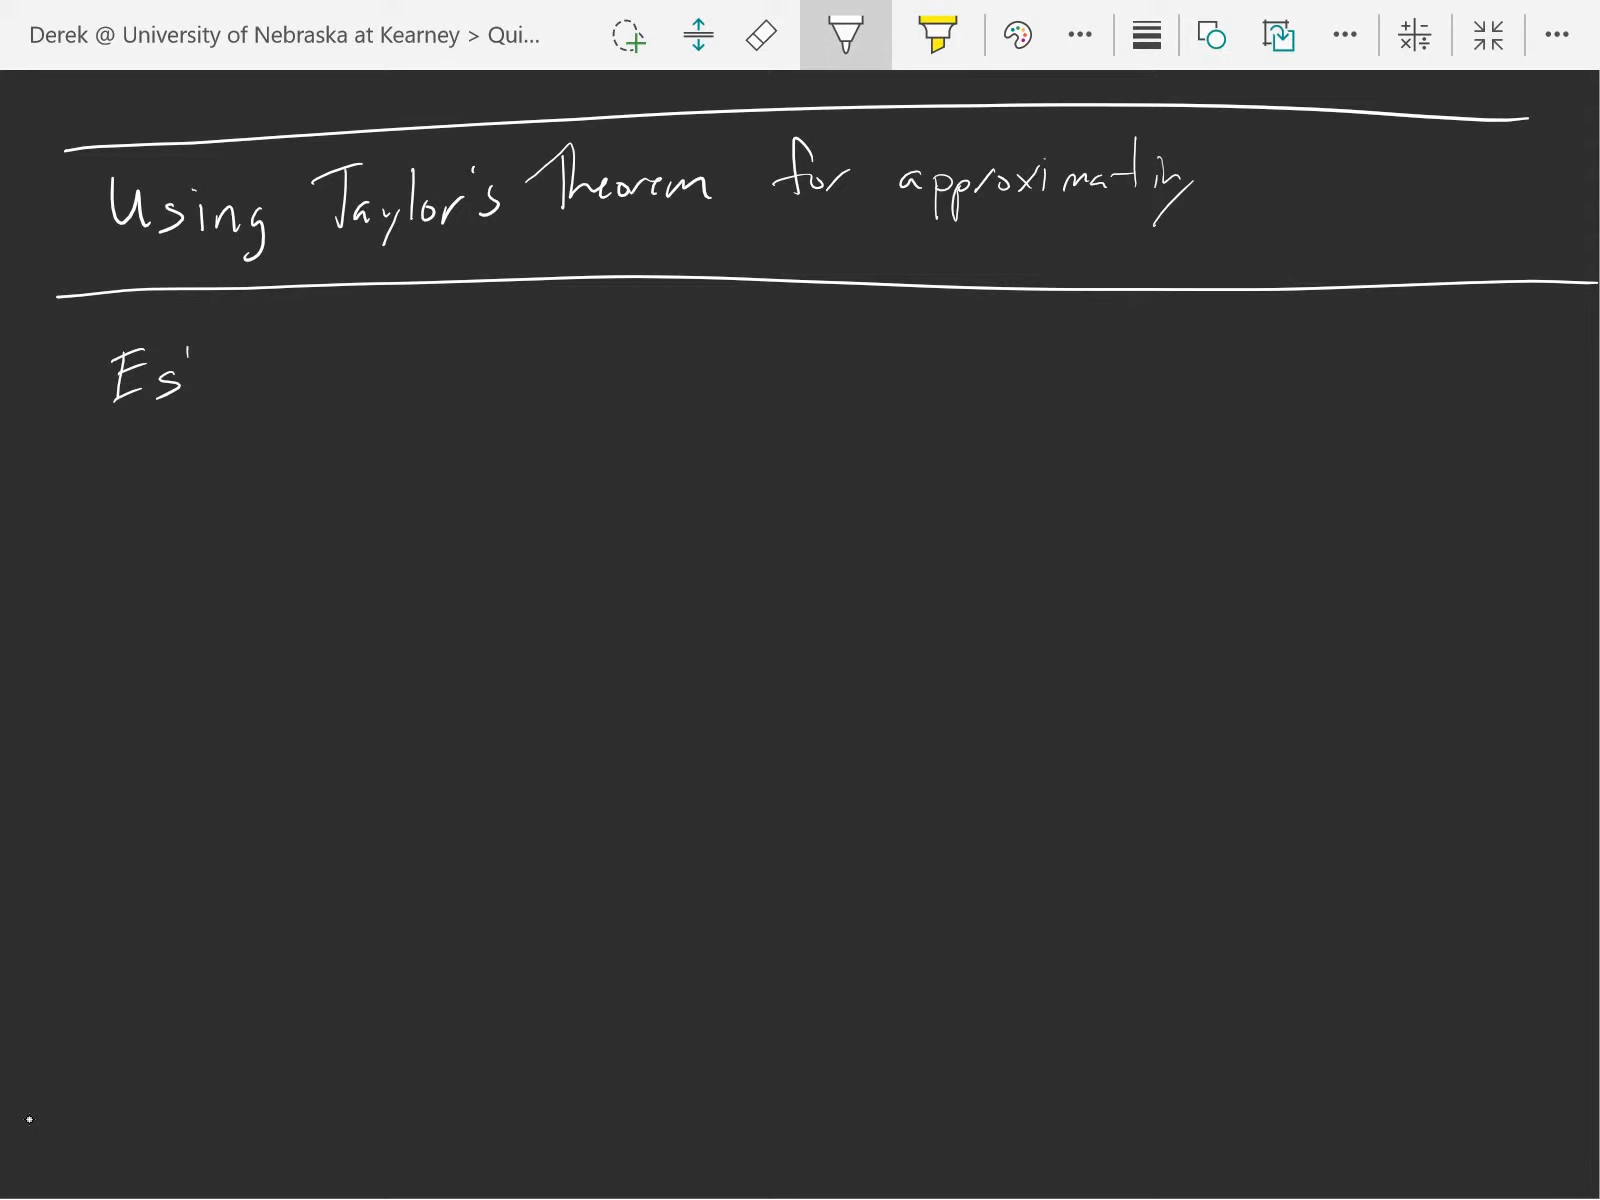 Derek @ University of Nebraska at Kearney > Qui...
Using Taylor's Theorem for approximating
Es'